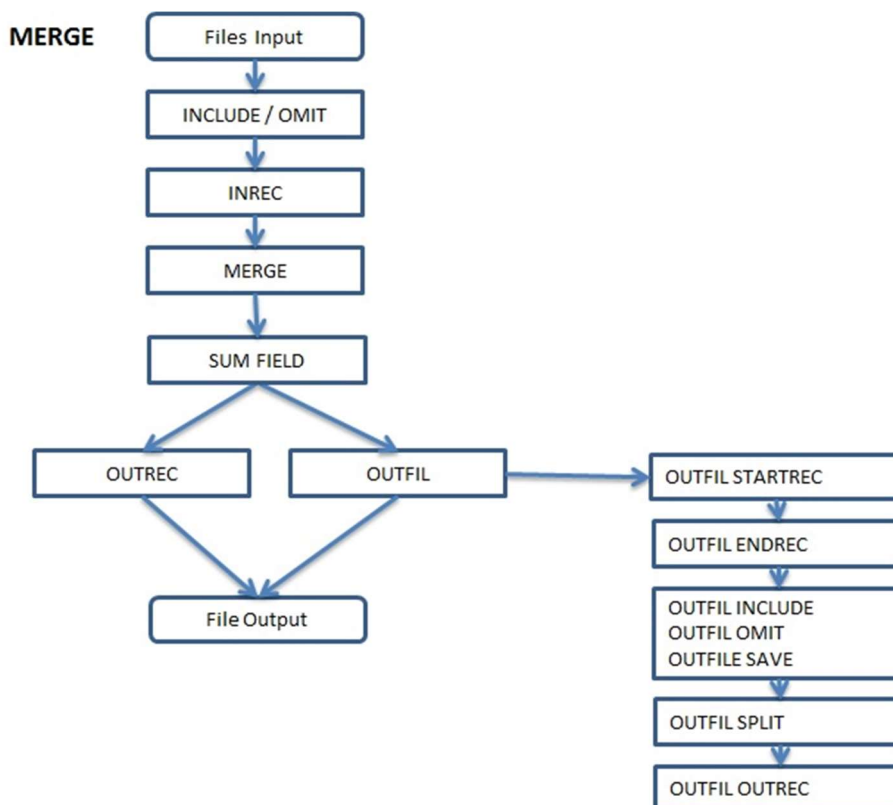 MERGE
Files Input
INCLUDE / OMIT
INREC
MERGE
SUM FIELD
OUTREC
OUTFIL
File Output
OUTFIL STARTREC
OUTFIL ENDREC
OUTFIL INCLUDE
OUTFIL OMIT
OUTFILE SAVE
OUTFIL SPLIT
OUTFIL OUTREC